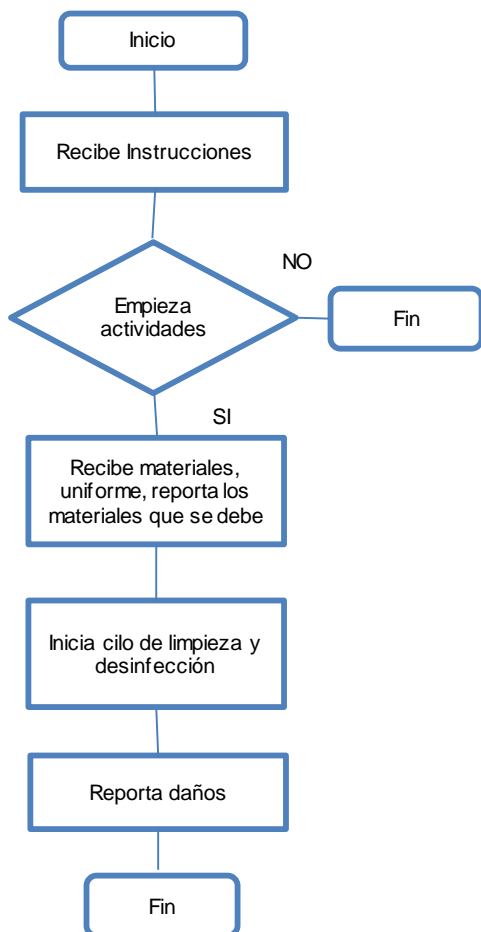 Inicio
Recibe Instrucciones
NO
Empieza
actividades
Fin
SI
Recibe materiales,
uniforme, reporta los
materiales que se debe
Inicia cilo de limpieza y
desinfección
Reporta daños
Fin